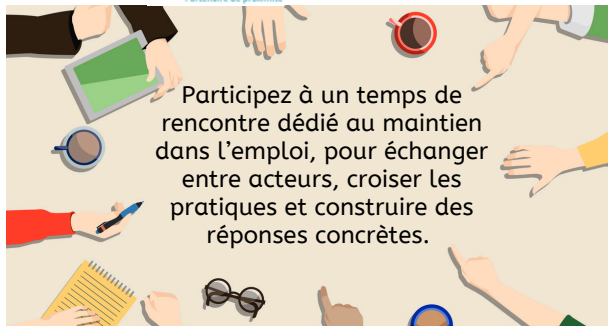 Participez à un temps de
rencontre dédié au maintien
dans l'emploi, pour échanger
entre acteurs, croiser les
pratiques et construire des
réponses concrètes.